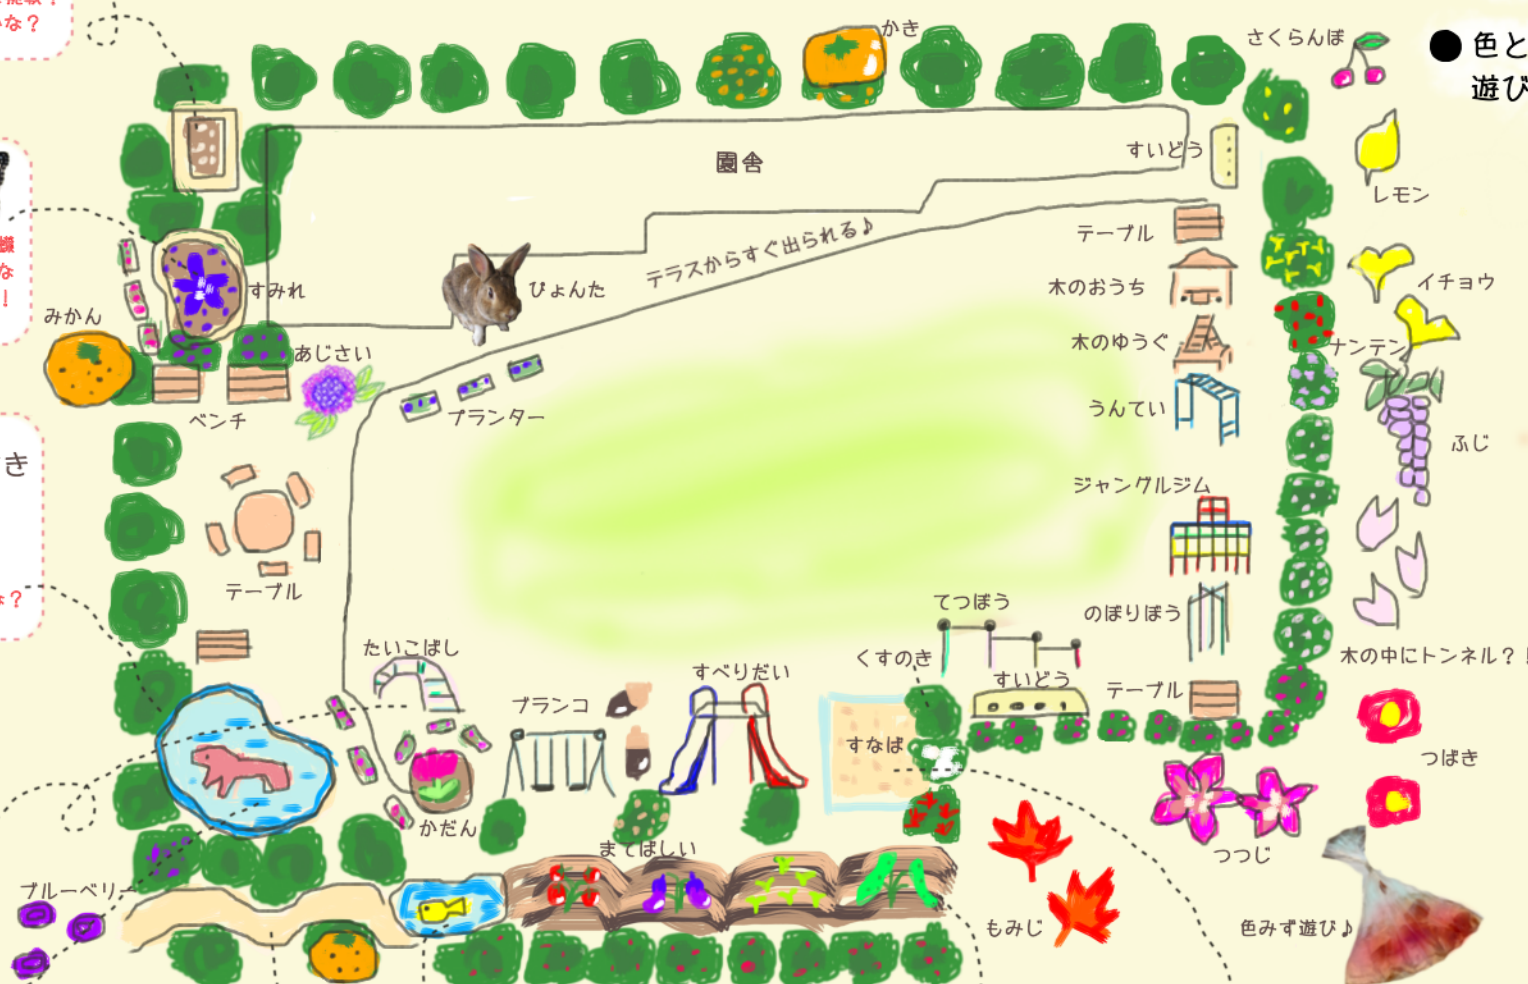 かな？
かき
さくらんぼ
● 色と
遊び
園舎
すいどう
レモン
テーブル
テラスからすぐ出られる♪
様
な
！
すみれ
ぴょんた
木のおうち
イチョウ
みかん
あじさい
木のゆうぐ
ナンテン
ベンチ
プランター
うんてい
ふじ
き
ジャングルジム
テーブル
な？
てつぼう
のぼりぼう
たいこばし
すべりだい
くすのき
木の中にトンネル？！
すいどう
テーブル
ブランコ
すなば
つばき
かだん
まてばしい
つつじ
ブルーベリー
もみじ
色みず遊び♪